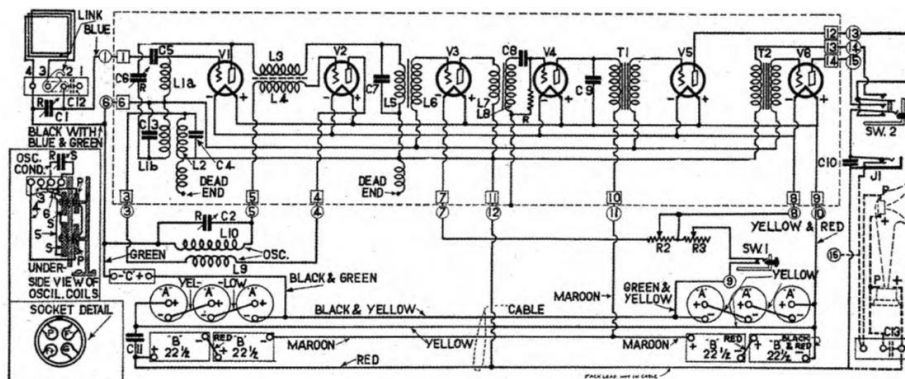 LINK
BLUE
4 3 2 1
C12
R
C1
BLACK WITH
BLUE & GREEN
1 1
6 6
C5
C6
R
L1a
C13
L1b
L2
C4
DEAD
END
V1
L3
L4
V2
C7
L5
L6
DEAD
END
V3
L7
L8
C8
R
V4
C9
T1
V5
T2
V6
12 13
13 14
14 15
SW.2
C10
J1
3 5 4 7 11 10 8 9
3 5 4 7 12 11 8 10
OSC.
COND.
R S
UNDER-
SIDE VIEW OF
OSCIL. COILS
SOCKET DETAIL
GREEN
R C2
L10
OSC.
L9
-"C"+
BLACK & GREEN
YEL- -LOW
"A" "A" "A"
BLACK & YELLOW
CABLE
YELLOW
MAROON
RED
C11
"B"
22½
RED
"B"
22½
MAROON
GREEN &
YELLOW
R2 R3
SW.1
9
YELLOW & RED
YELLOW
"A" "A" "A"
MAROON
"B"
22½
RED
BLACK
& RED
"B"
22½
16
P
P
C13